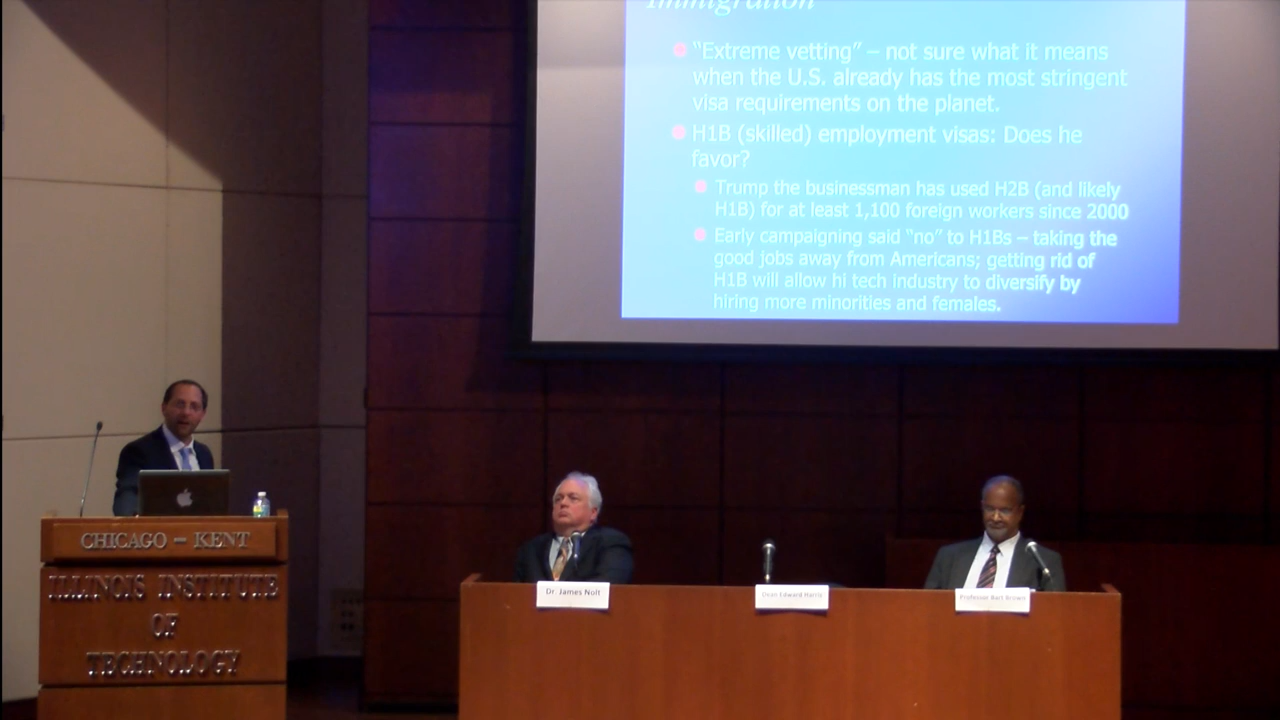 Immigration
“Extreme vetting” – not sure what it means
when the U.S. already has the most stringent
visa requirements on the planet.
H1B (skilled) employment visas: Does he
favor?
Trump the businessman has used H2B (and likely
H1B) for at least 1,100 foreign workers since 2000
Early campaigning said “no” to H1Bs – taking the
good jobs away from Americans; getting rid of
H1B will allow hi tech industry to diversify by
hiring more minorities and females.
CHICAGO – KENT
ILLINOIS INSTITUTE
OF
TECHNOLOGY
Dr. James Nolt
Dean Edward Harris
Professor Bart Brown